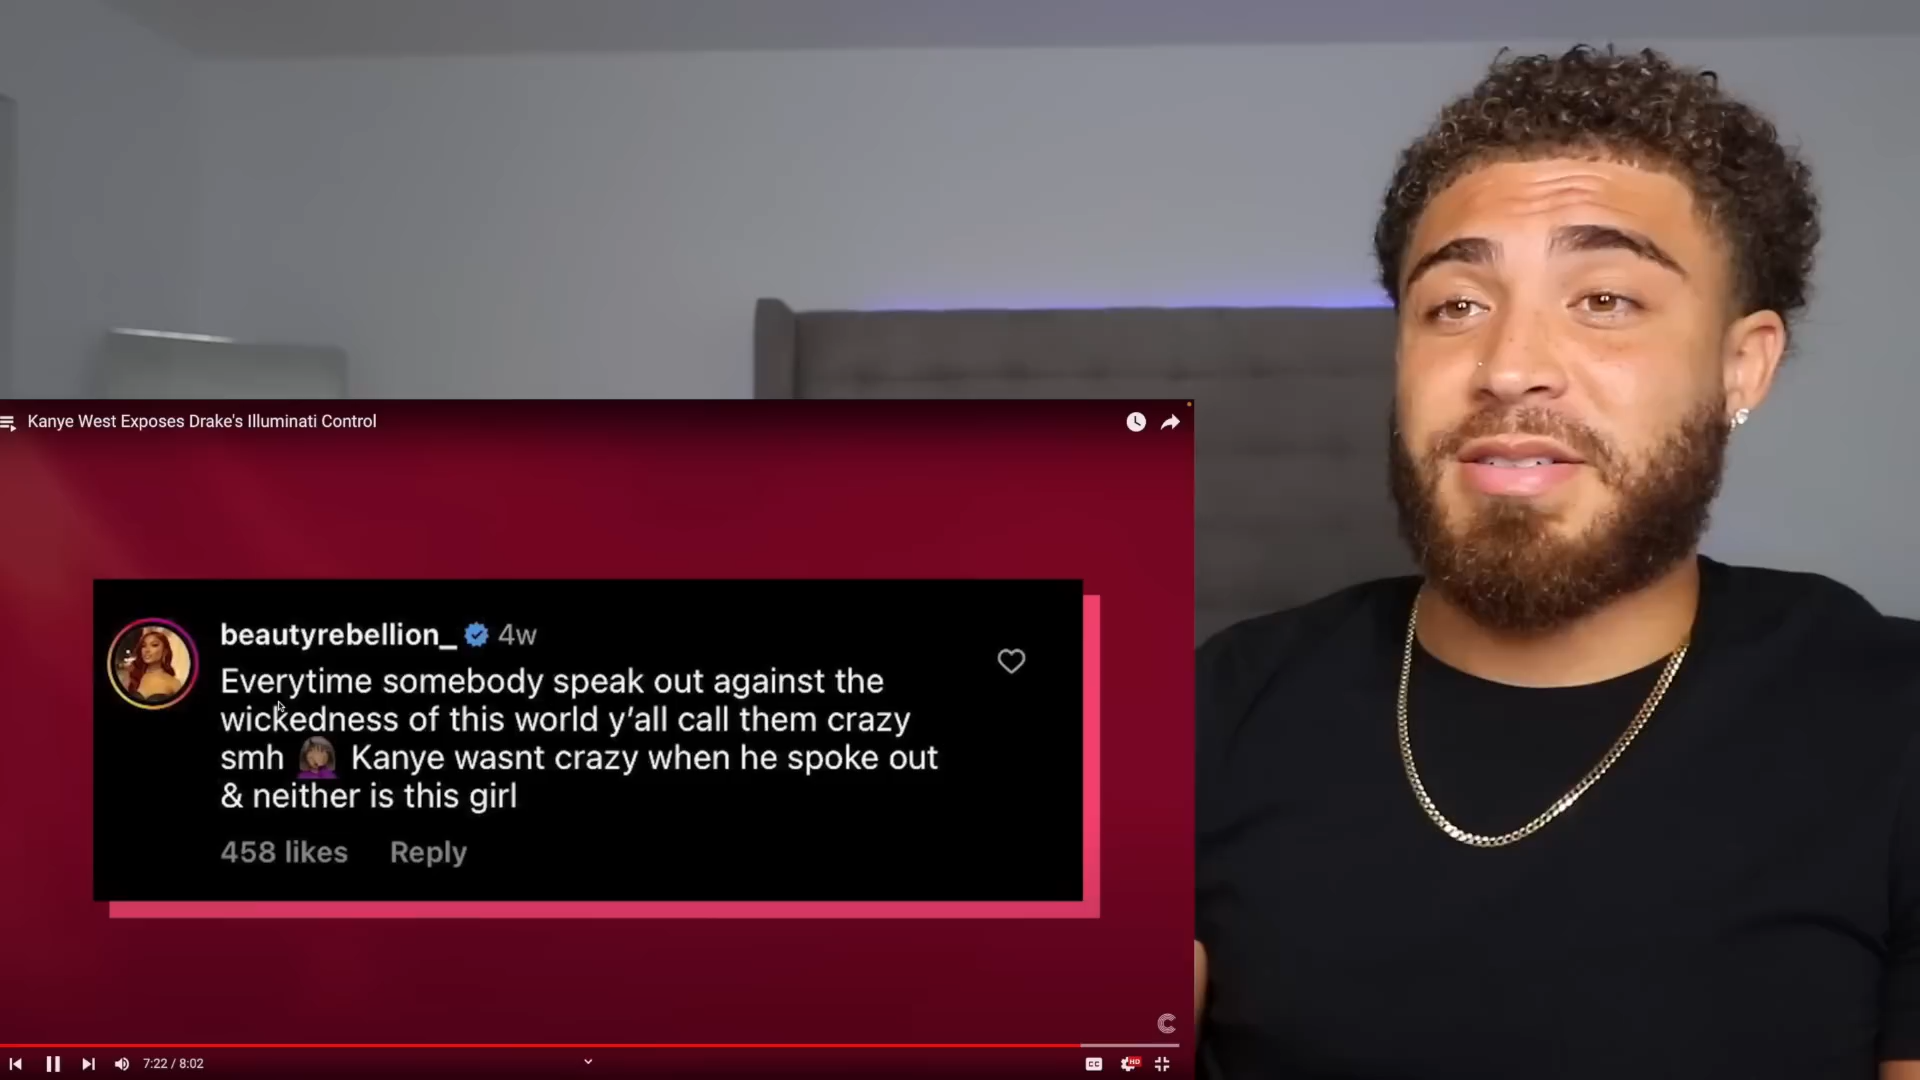 Kanye West Exposes Drake's Illuminati Control
beautyrebellion_ 4w
Everytime somebody speak out against the
wickedness of this world y’all call them crazy
smh 🤦🏾‍♀️ Kanye wasnt crazy when he spoke out
& neither is this girl
458 likes Reply
7:22 / 8:02
CC
HD